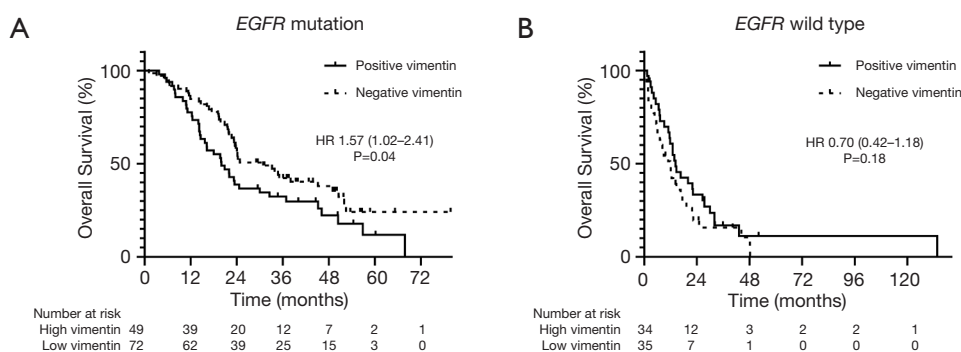 A
EGFR mutation
Overall Survival (%)
100
50
0
Positive vimentin
Negative vimentin
HR 1.57 (1.02–2.41)
P=0.04
0 12 24 36 48 60 72
Time (months)
Number at risk
High vimentin 49 39 20 12 7 2 1
Low vimentin 72 62 39 25 15 3 0
B
EGFR wild type
Overall Survival (%)
100
50
0
Positive vimentin
Negative vimentin
HR 0.70 (0.42–1.18)
P=0.18
0 24 48 72 96 120
Time (months)
Number at risk
High vimentin 34 12 3 2 2 1
Low vimentin 35 7 1 0 0 0